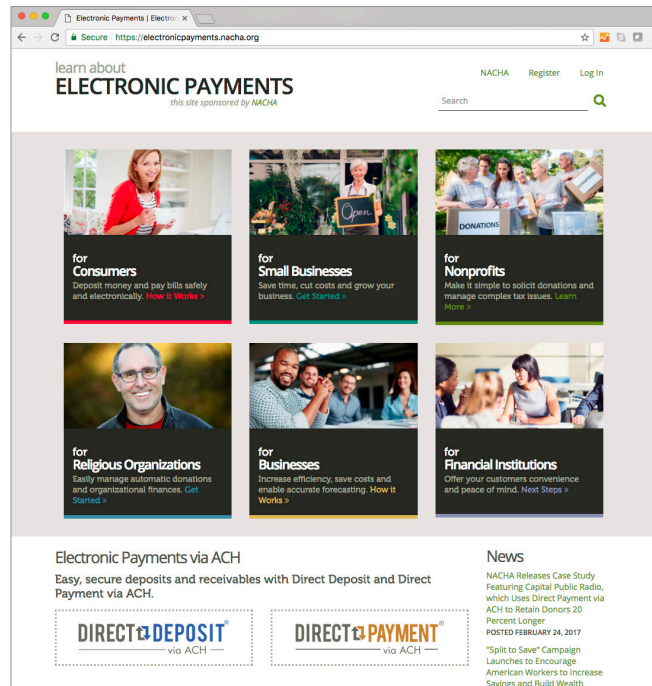 Electronic Payments | Electron
Secure https://electronicpayments.nacha.org
learn about
ELECTRONIC PAYMENTS
this site sponsored by NACHA
NACHA Register Log In
Search
Open
DONATIONS
for
Consumers
Deposit money and pay bills safely
and electronically. How it Works »
for
Small Businesses
Save time, cut costs and grow your
business. Get Started »
for
Nonprofits
Make it simple to solicit donations and
manage complex tax issues. Learn
More »
for
Religious Organizations
Easily manage automatic donations
and organizational finances. Get
Started »
for
Businesses
Increase efficiency, save costs and
enable accurate forecasting. How it
Works »
for
Financial Institutions
Offer your customers convenience
and peace of mind. Next Steps »
Electronic Payments via ACH
Easy, secure deposits and receivables with Direct Deposit and Direct
Payment via ACH.
DIRECT DEPOSIT®
via ACH
DIRECT PAYMENT®
via ACH
News
NACHA Releases Case Study
Featuring Capital Public Radio,
which Uses Direct Payment via
ACH to Retain Donors 20
Percent Longer
POSTED FEBRUARY 24, 2017
"Split to Save" Campaign
Launches to Encourage
American Workers to Increase
Savings and Build Wealth